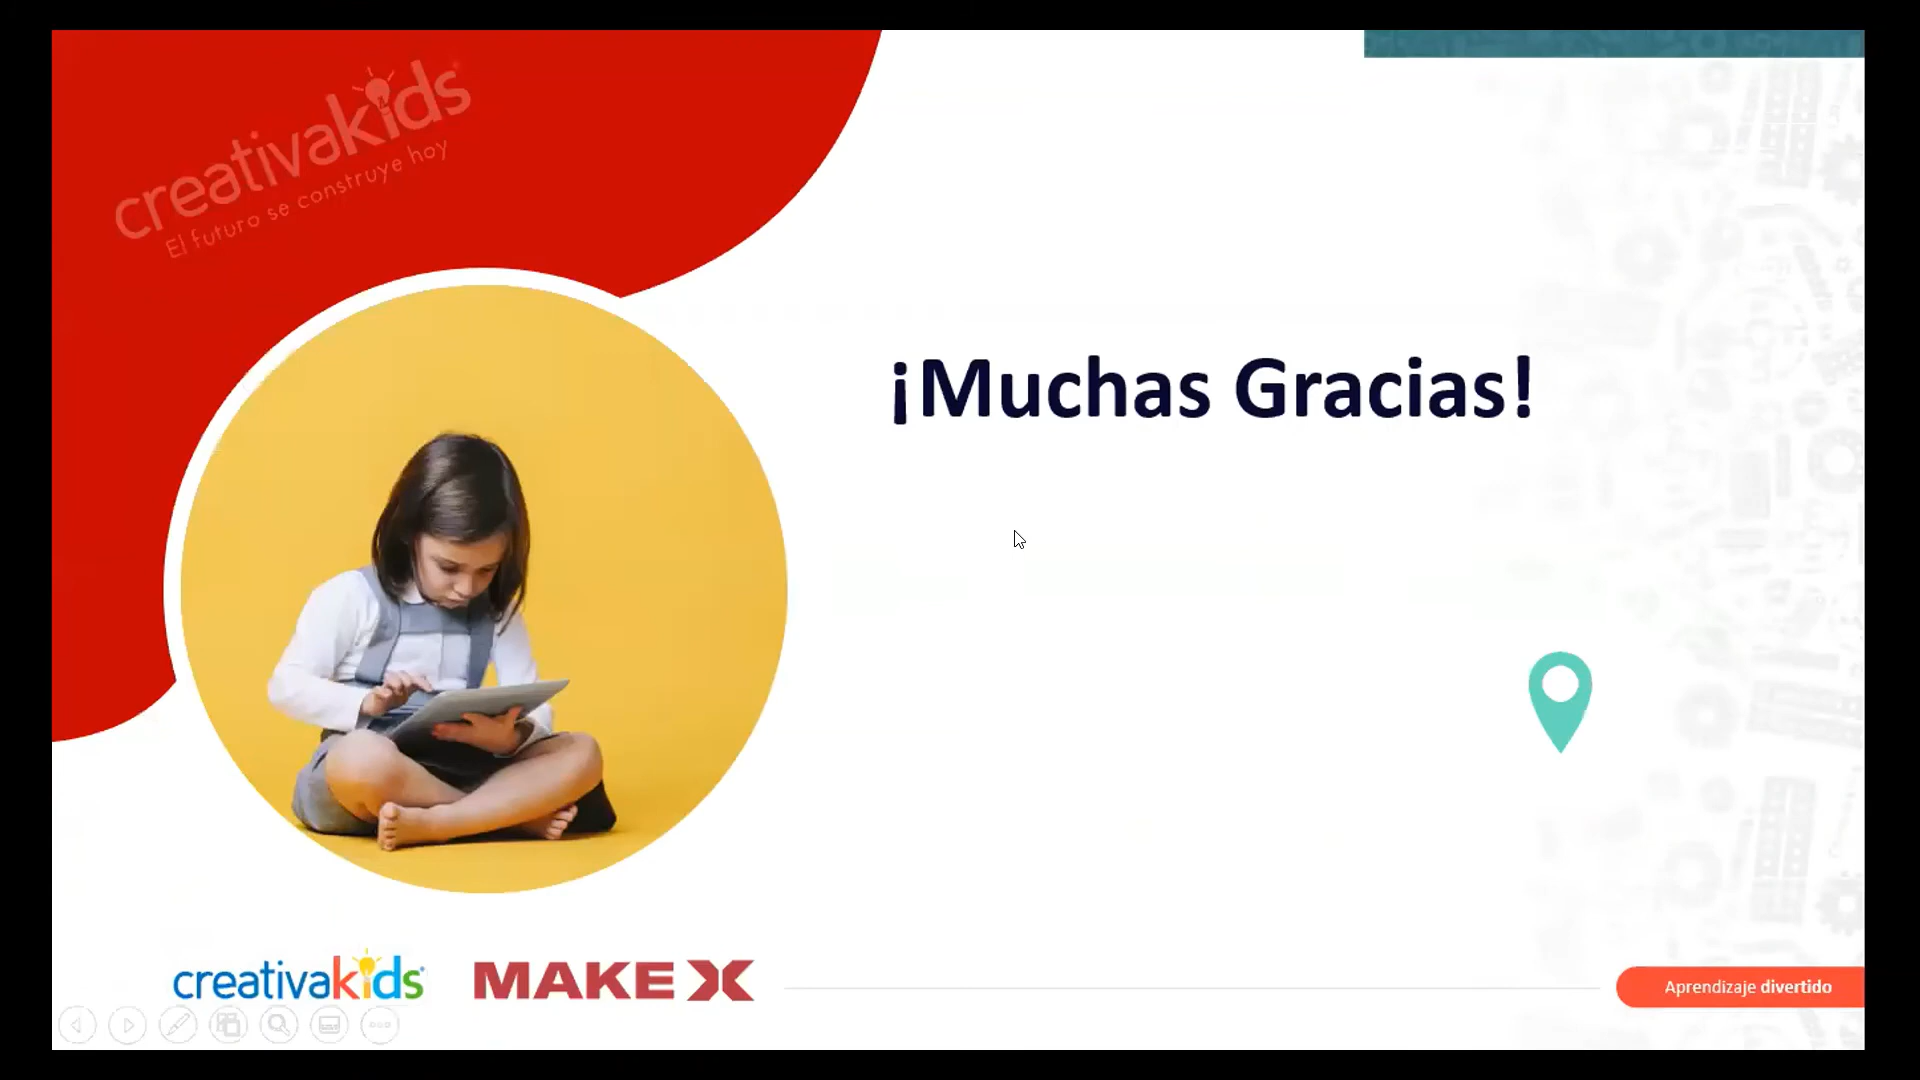 creativakids
El futuro se construye hoy
¡Muchas Gracias!
creativakids
MAKE X
Aprendizaje divertido